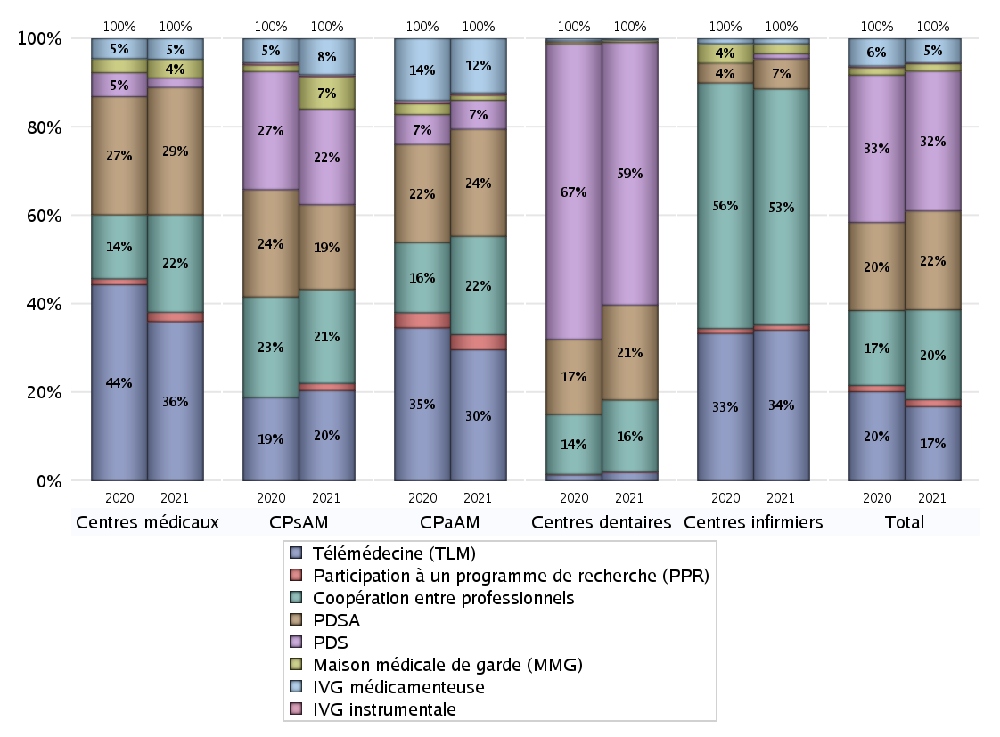 100% 100% 100% 100% 100% 100% 100% 100% 100% 100% 100% 100%
100%
5% 5% 5% 8% 14% 12% 4% 6% 5%
4% 7% 4% 7%
5%
80%
27% 22% 7% 7% 67% 59% 56% 53% 33% 32%
27% 29%
60%
24% 19% 22% 24% 20% 22%
14% 22%
16% 22%
40%
23% 21% 17% 21% 17% 20%
44% 36%
20%
19% 20% 35% 30% 14% 16% 33% 34% 20% 17%
0%
2020 2021 2020 2021 2020 2021 2020 2021 2020 2021 2020 2021
Centres médicaux CPsAM CPaAM Centres dentaires Centres infirmiers Total
Télémédecine (TLM)
Participation à un programme de recherche (PPR)
Coopération entre professionnels
PDSA
PDS
Maison médicale de garde (MMG)
IVG médicamenteuse
IVG instrumentale